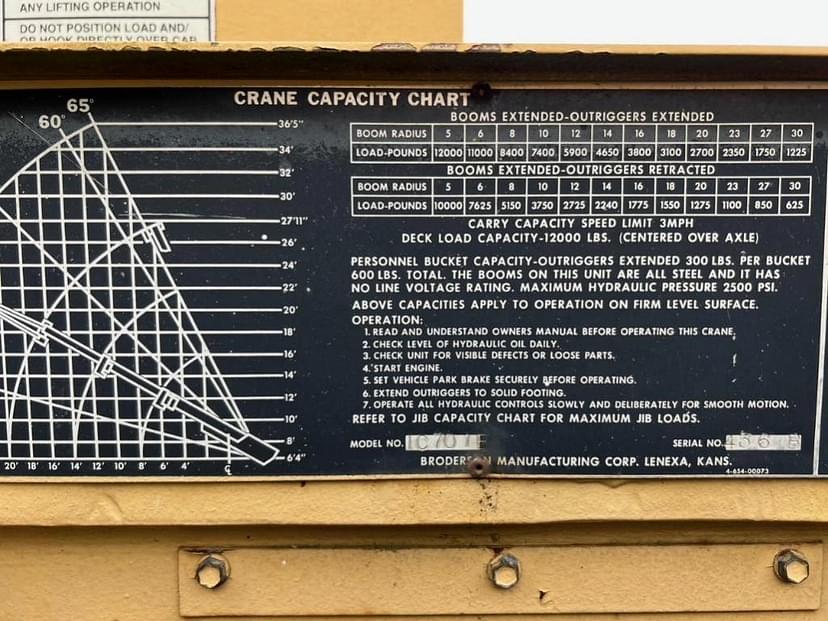 ANY LIFTING OPERATION
DO NOT POSITION LOAD AND/
OR HOOK DIRECTLY OVER CAB
CRANE CAPACITY CHART
65°
60°
36'5"
34'
32'
30'
27'11"
26'
24'
22'
20'
18'
16'
14'
12'
10'
8'
6'4"
20' 18' 16' 14' 12' 10' 8' 6' 4'
BOOMS EXTENDED-OUTRIGGERS EXTENDED
BOOM RADIUS 5 6 8 10 12 14 16 18 20 23 27 30
LOAD-POUNDS 12000 11000 8400 7400 5900 4650 3800 3100 2700 2350 1750 1225
BOOMS EXTENDED-OUTRIGGERS RETRACTED
BOOM RADIUS 5 6 8 10 12 14 16 18 20 23 27 30
LOAD-POUNDS 10000 7625 5150 3750 2725 2240 1775 1550 1275 1100 850 625
CARRY CAPACITY SPEED LIMIT 3MPH
DECK LOAD CAPACITY-12000 LBS. (CENTERED OVER AXLE)
PERSONNEL BUCKET CAPACITY-OUTRIGGERS EXTENDED 300 LBS. PER BUCKET
600 LBS. TOTAL. THE BOOMS ON THIS UNIT ARE ALL STEEL AND IT HAS
NO LINE VOLTAGE RATING. MAXIMUM HYDRAULIC PRESSURE 2500 PSI.
ABOVE CAPACITIES APPLY TO OPERATION ON FIRM LEVEL SURFACE.
OPERATION:
1. READ AND UNDERSTAND OWNERS MANUAL BEFORE OPERATING THIS CRANE.
2. CHECK LEVEL OF HYDRAULIC OIL DAILY.
3. CHECK UNIT FOR VISIBLE DEFECTS OR LOOSE PARTS.
4. START ENGINE.
5. SET VEHICLE PARK BRAKE SECURELY BEFORE OPERATING.
6. EXTEND OUTRIGGERS TO SOLID FOOTING.
7. OPERATE ALL HYDRAULIC CONTROLS SLOWLY AND DELIBERATELY FOR SMOOTH MOTION.
REFER TO JIB CAPACITY CHART FOR MAXIMUM JIB LOADS.
MODEL NO. SERIAL NO.
BRODERSON MANUFACTURING CORP. LENEXA, KANS.
4-654-00073